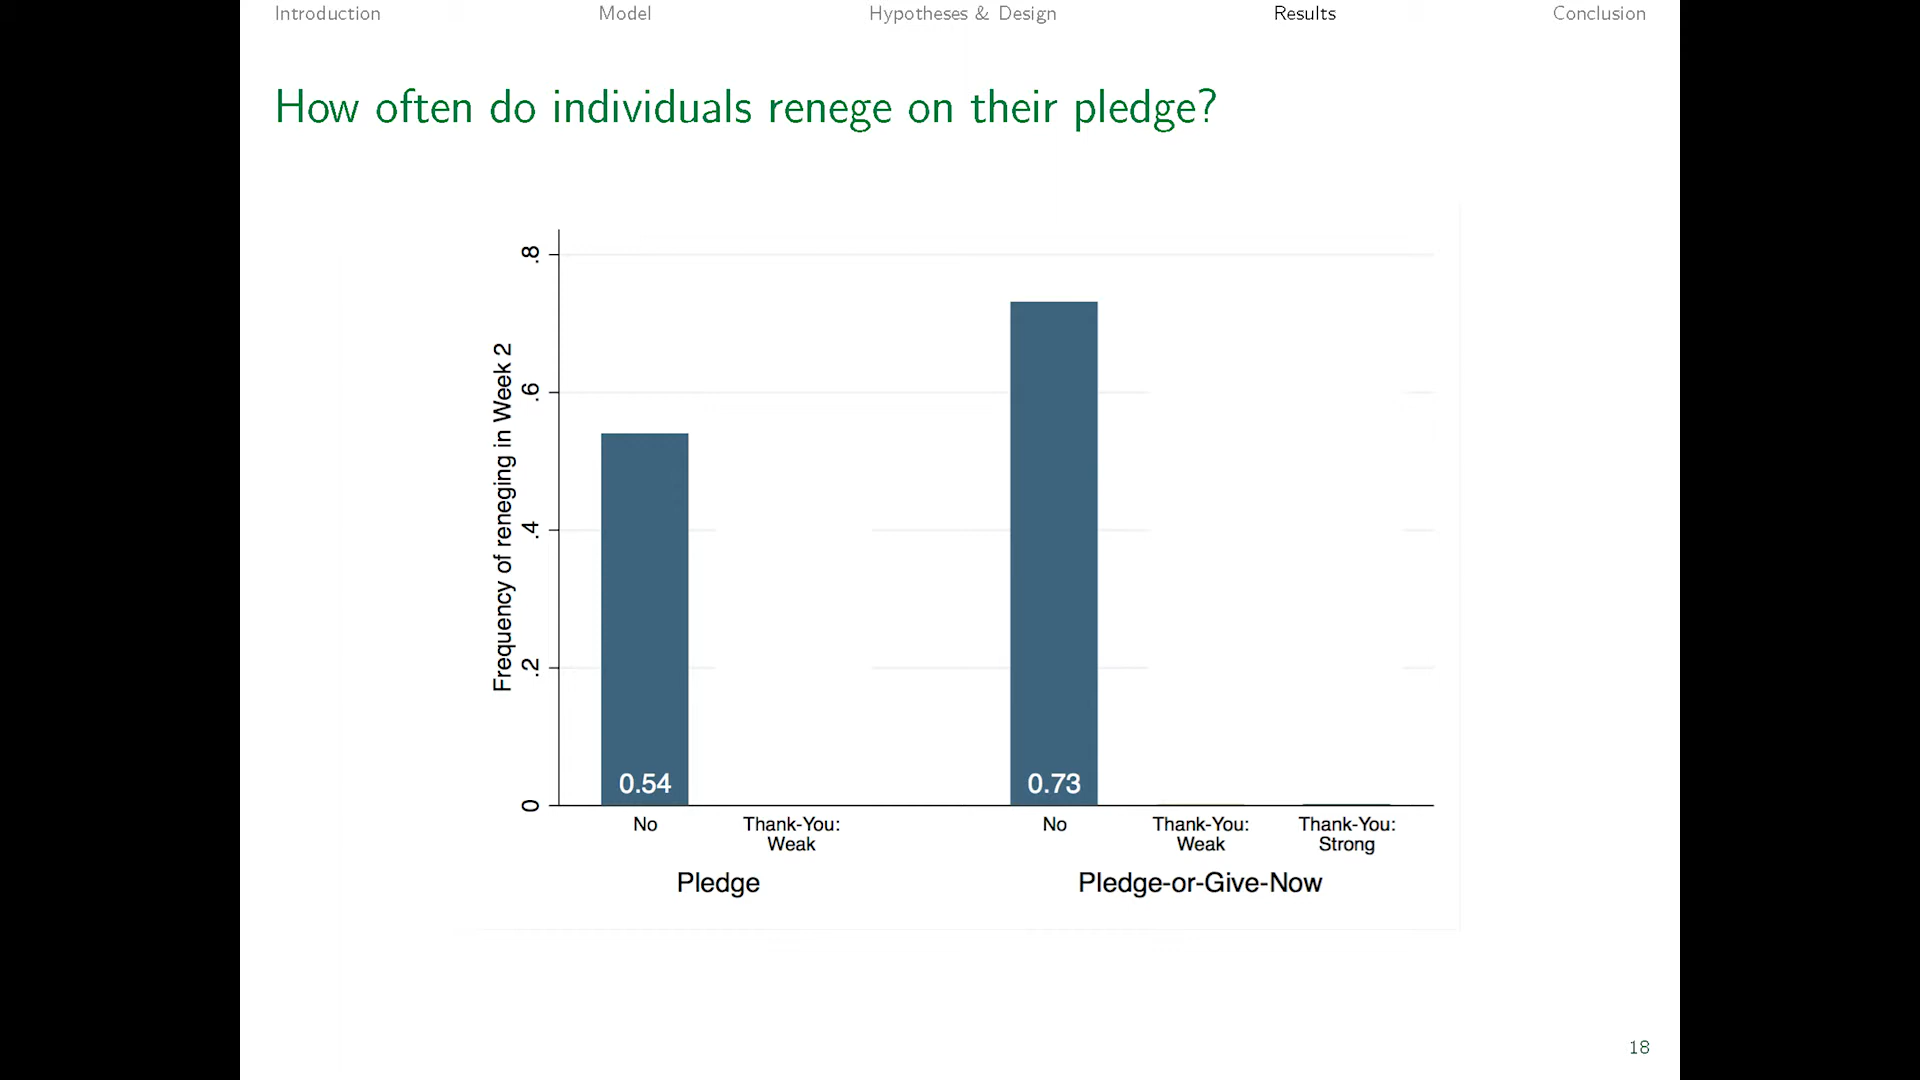 Introduction Model Hypotheses & Design Results Conclusion
How often do individuals renege on their pledge?
Frequency of reneging in Week 2
.8
.6
.4
.2
0
0.54
0.73
No
Thank-You:
Weak
No
Thank-You:
Weak
Thank-You:
Strong
Pledge
Pledge-or-Give-Now
18